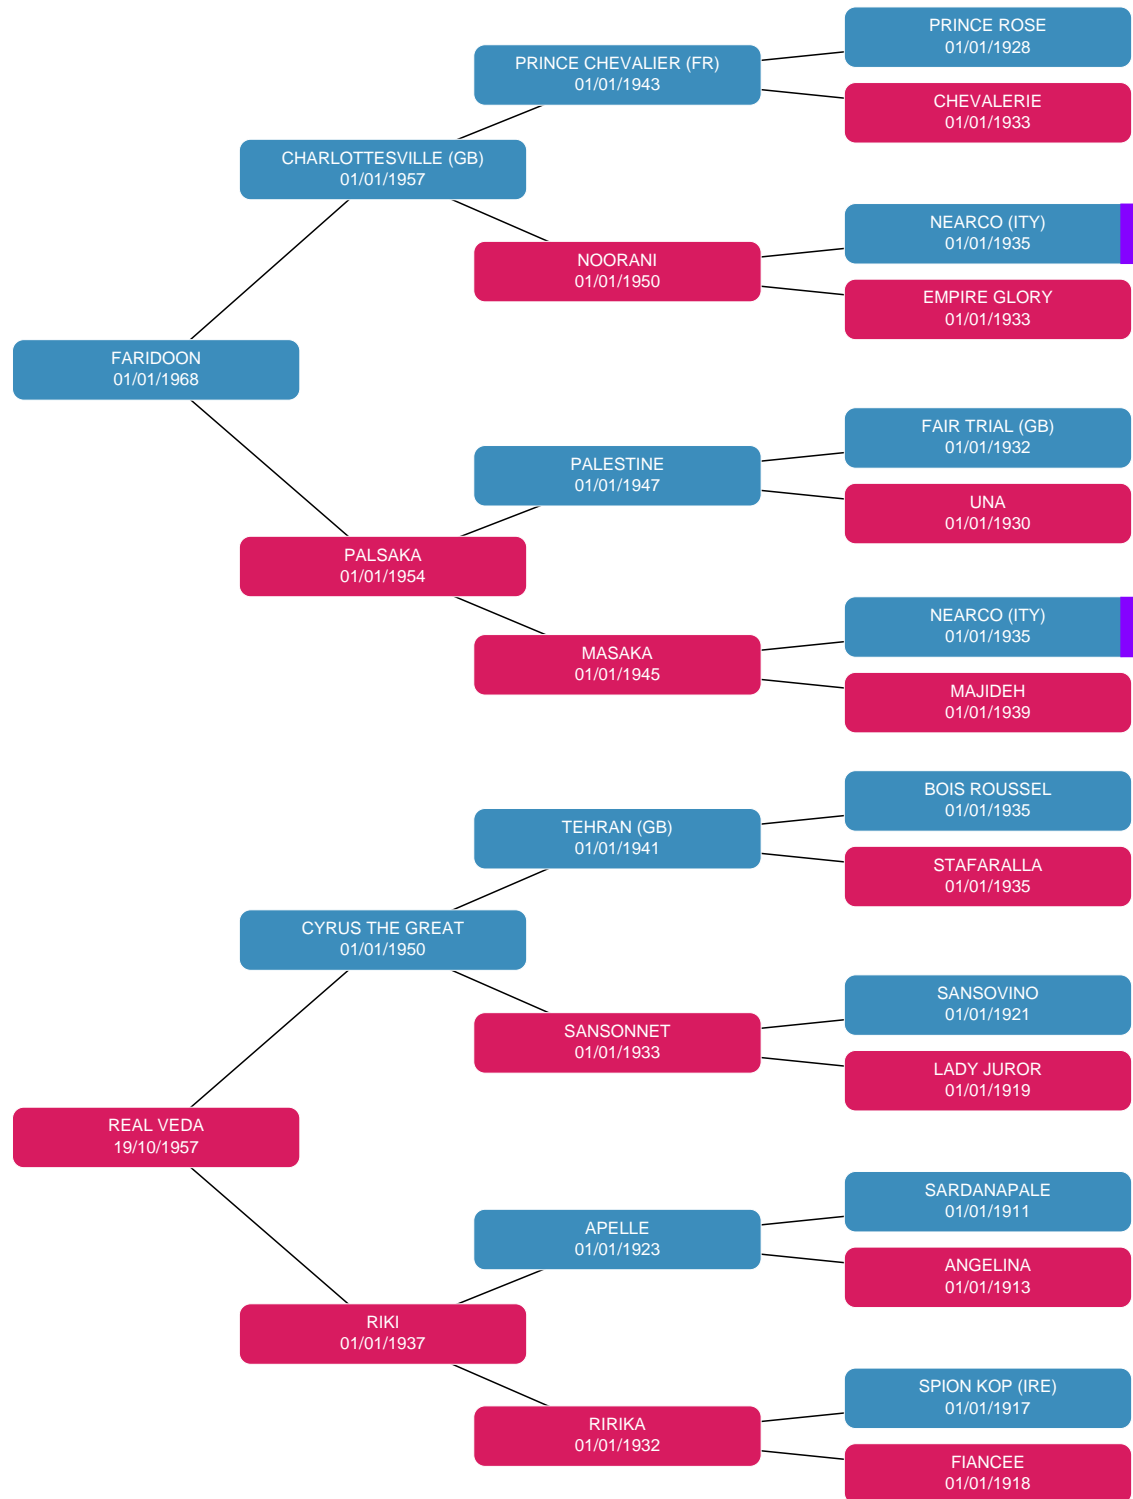 PRINCE ROSE
01/01/1928
PRINCE CHEVALIER (FR)
01/01/1943
CHEVALERIE
01/01/1933
CHARLOTTESVILLE (GB)
01/01/1957
NEARCO (ITY)
01/01/1935
NOORANI
01/01/1950
EMPIRE GLORY
01/01/1933
FARIDOON
01/01/1968
FAIR TRIAL (GB)
01/01/1932
PALESTINE
01/01/1947
UNA
01/01/1930
PALSAKA
01/01/1954
NEARCO (ITY)
01/01/1935
MASAKA
01/01/1945
MAJIDEH
01/01/1939
BOIS ROUSSEL
01/01/1935
TEHRAN (GB)
01/01/1941
STAFARALLA
01/01/1935
CYRUS THE GREAT
01/01/1950
SANSOVINO
01/01/1921
SANSONNET
01/01/1933
LADY JUROR
01/01/1919
REAL VEDA
19/10/1957
SARDANAPALE
01/01/1911
APELLE
01/01/1923
ANGELINA
01/01/1913
RIKI
01/01/1937
SPION KOP (IRE)
01/01/1917
RIRIKA
01/01/1932
FIANCEE
01/01/1918